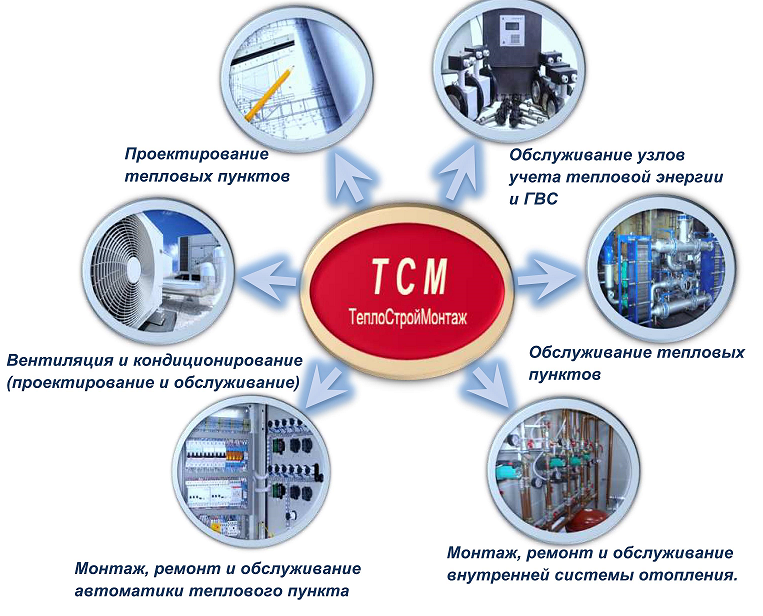 Проектирование
тепловых пунктов
Обслуживание узлов
учета тепловой энергии
и ГВС
ТСМ
ТеплоСтройМонтаж
Вентиляция и кондиционирование
(проектирование и обслуживание)
Обслуживание тепловых
пунктов
Монтаж, ремонт и обслуживание
автоматики теплового пункта
Монтаж, ремонт и обслуживание
внутренней системы отопления.